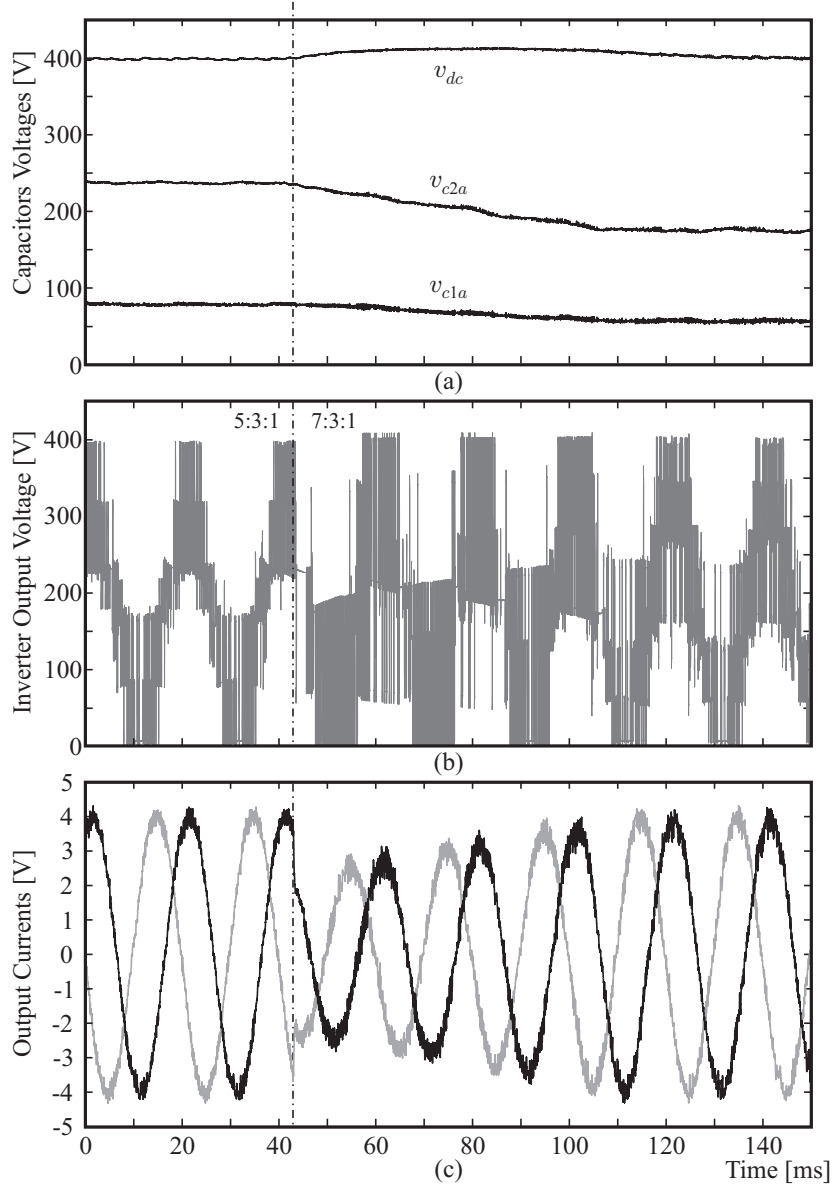 Capacitors Voltages [V]
400
300
200
100
0
v_dc
v_c2a
v_c1a
(a)
Inverter Output Voltage [V]
400
300
200
100
0
5:3:1
7:3:1
(b)
Output Currents [V]
5
4
3
2
1
0
-1
-2
-3
-4
-5
0 20 40 60 80 100 120 140
(c)
Time [ms]